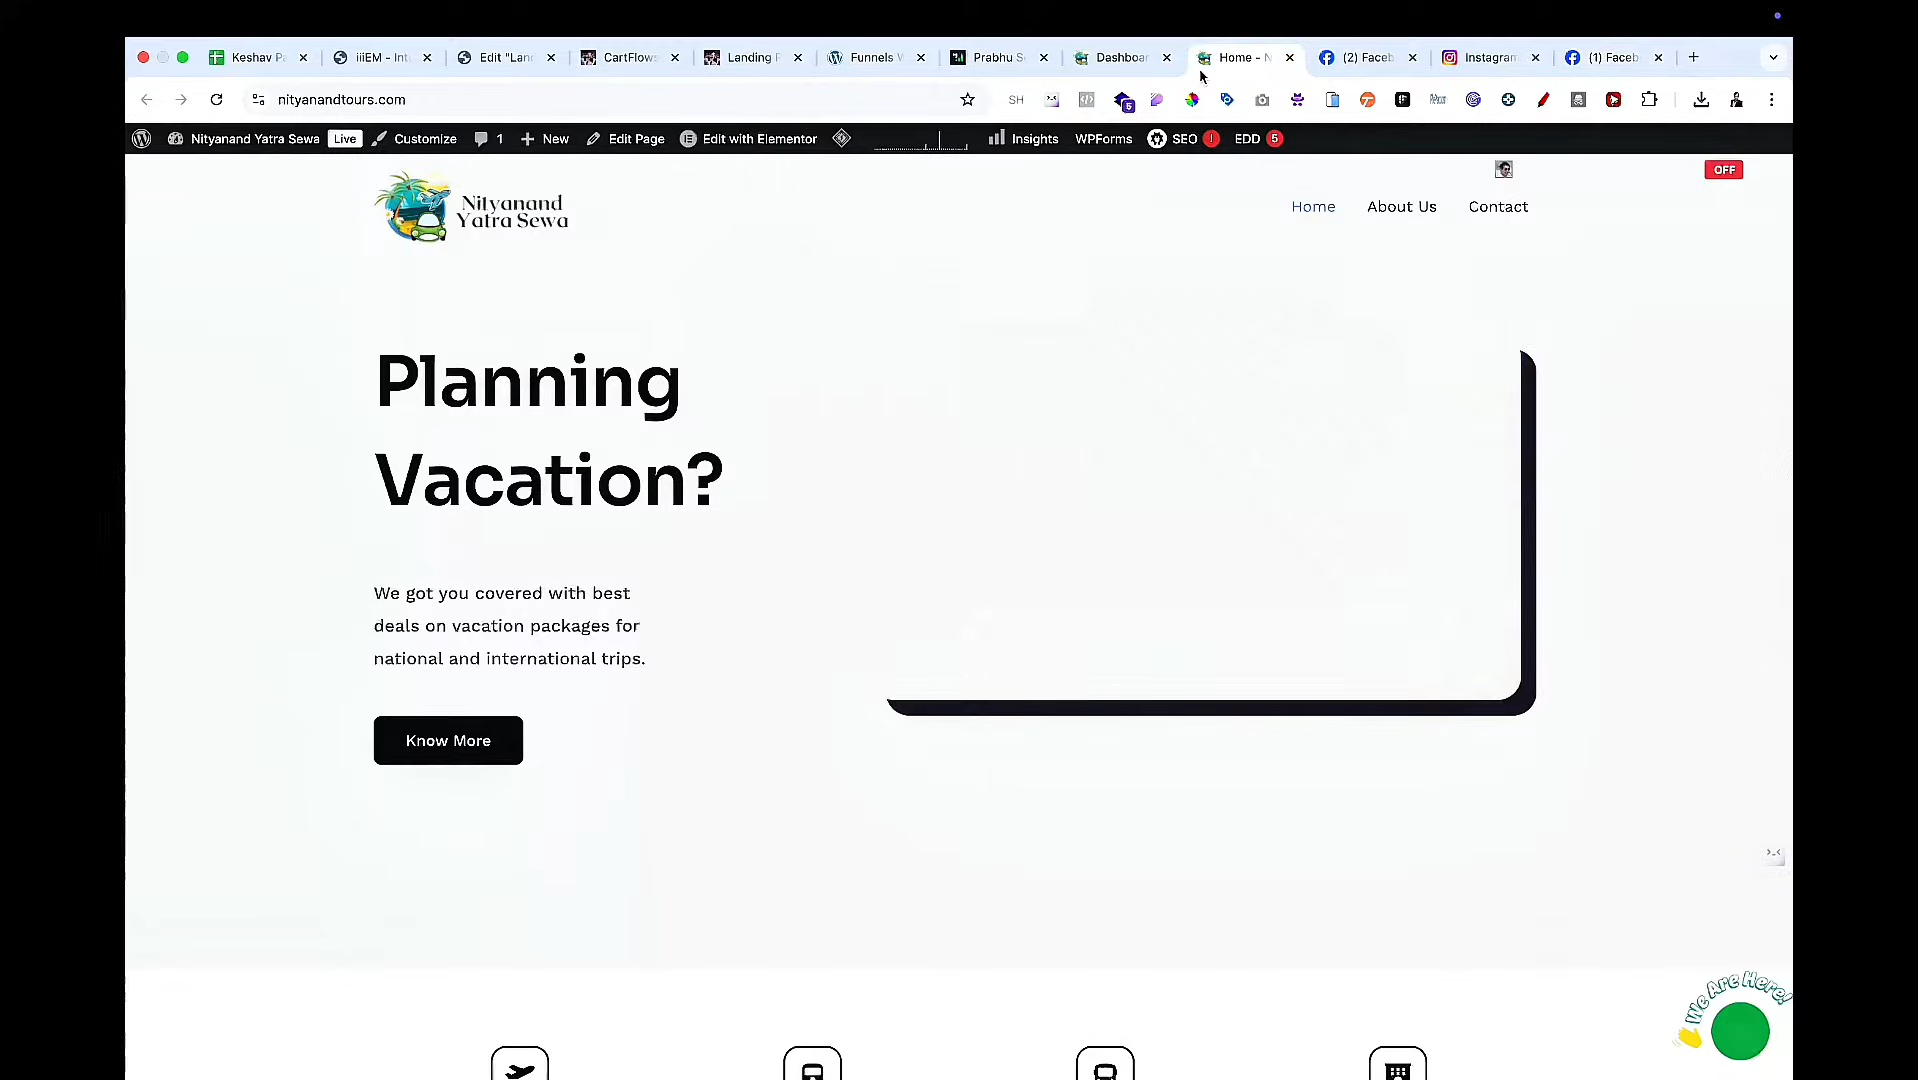 Keshav Pa
iiiEM - Int
Edit "Lan
CartFlows
Landing P
Funnels W
Prabhu S
Dashboar
Home - N
(2) Faceb
Instagram
(1) Faceb
nityanandtours.com
SH
5
Nityanand Yatra Sewa
Live
Customize
1
New
Edit Page
Edit with Elementor
Insights
WPForms
SEO
!
EDD
5
OFF
Nityanand
Yatra Sewa
Home
About Us
Contact
Planning
Vacation?
We got you covered with best
deals on vacation packages for
national and international trips.
Know More
We Are Here!